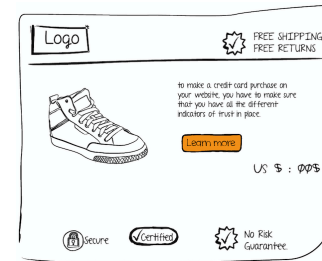 Logo
FREE SHIPPING
FREE RETURNS
to make a credit card purchase on
your website, you have to make sure
that you have all the different
indicators of trust in place.
Learn more
US $ : 00$
Secure
Certified
No Risk
Guarantee.